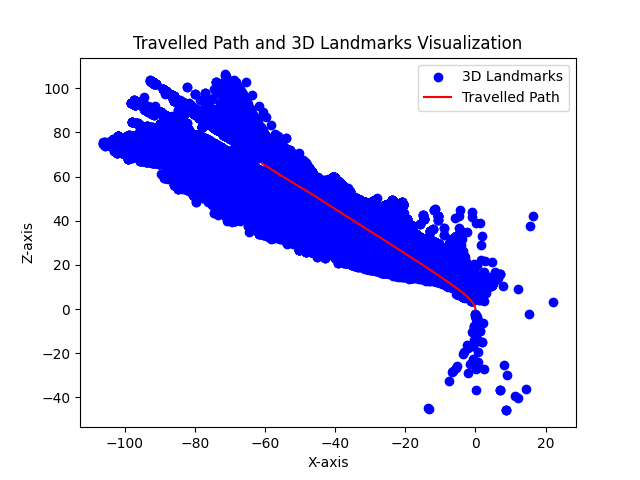 Travelled Path and 3D Landmarks Visualization
3D Landmarks
Travelled Path
100
80
60
40
20
0
−20
−40
Z-axis
−100 −80 −60 −40 −20 0 20
X-axis